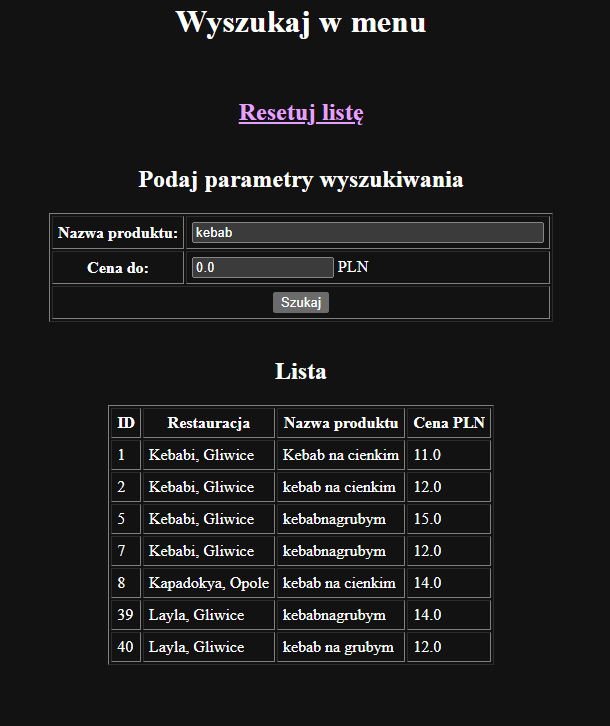 Wyszukaj w menu
Resetuj listę
Podaj parametry wyszukiwania
Nazwa produktu: kebab
Cena do: 0.0 PLN
Szukaj
Lista
ID Restauracja Nazwa produktu Cena PLN
1 Kebabi, Gliwice Kebab na cienkim 11.0
2 Kebabi, Gliwice kebab na cienkim 12.0
5 Kebabi, Gliwice kebabnagrubym 15.0
7 Kebabi, Gliwice kebabnagrubym 12.0
8 Kapadokya, Opole kebab na cienkim 14.0
39 Layla, Gliwice kebabnagrubym 14.0
40 Layla, Gliwice kebab na grubym 12.0